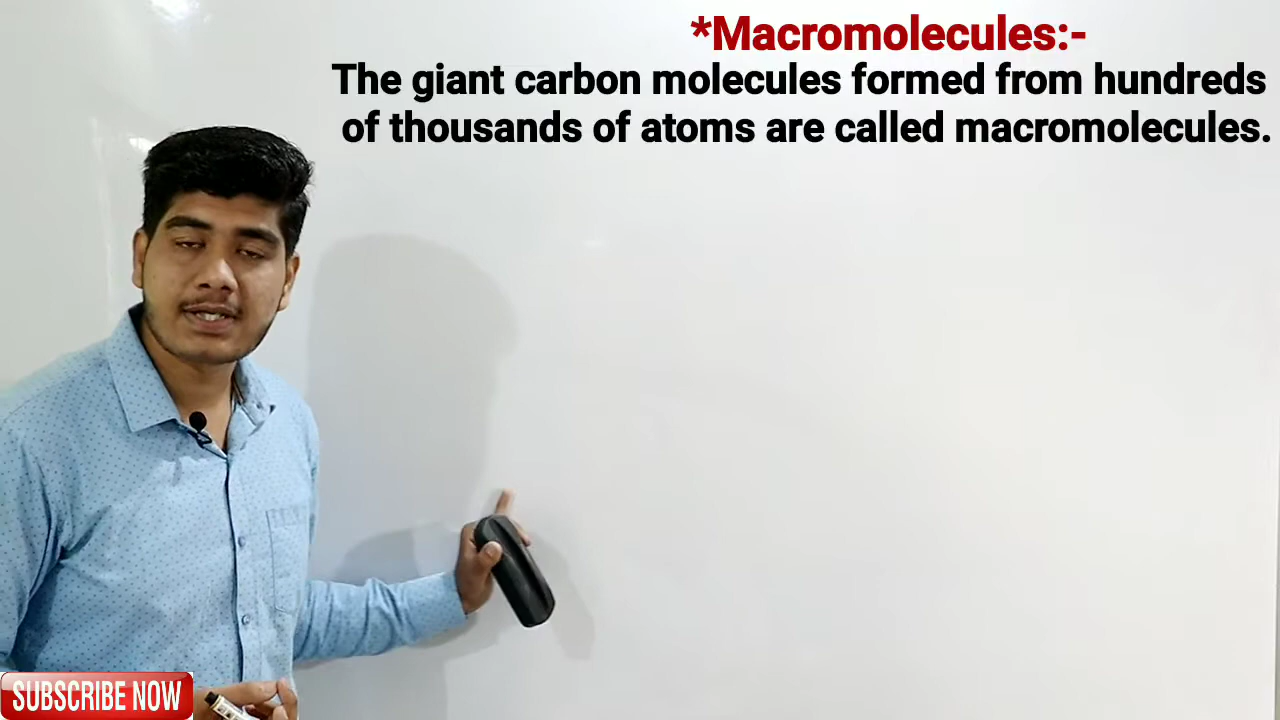 *Macromolecules:-
The giant carbon molecules formed from hundreds
of thousands of atoms are called macromolecules.
SUBSCRIBE NOW